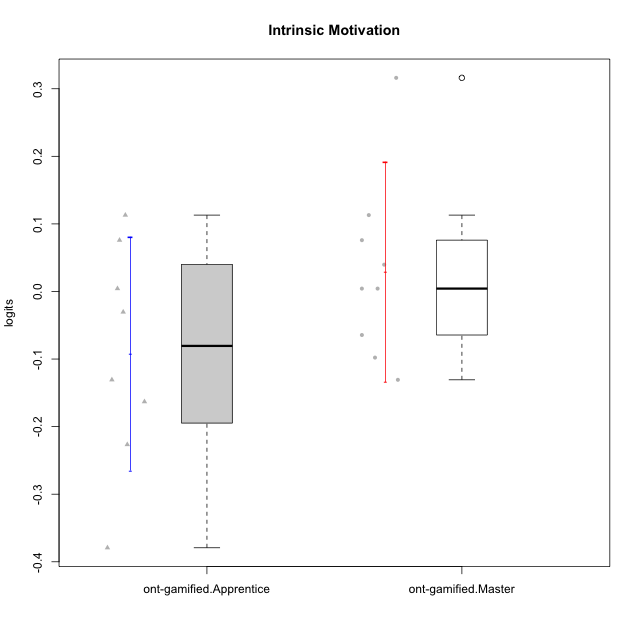 Intrinsic Motivation
logits
0.3
0.2
0.1
0.0
-0.1
-0.2
-0.3
-0.4
ont-gamified.Apprentice ont-gamified.Master